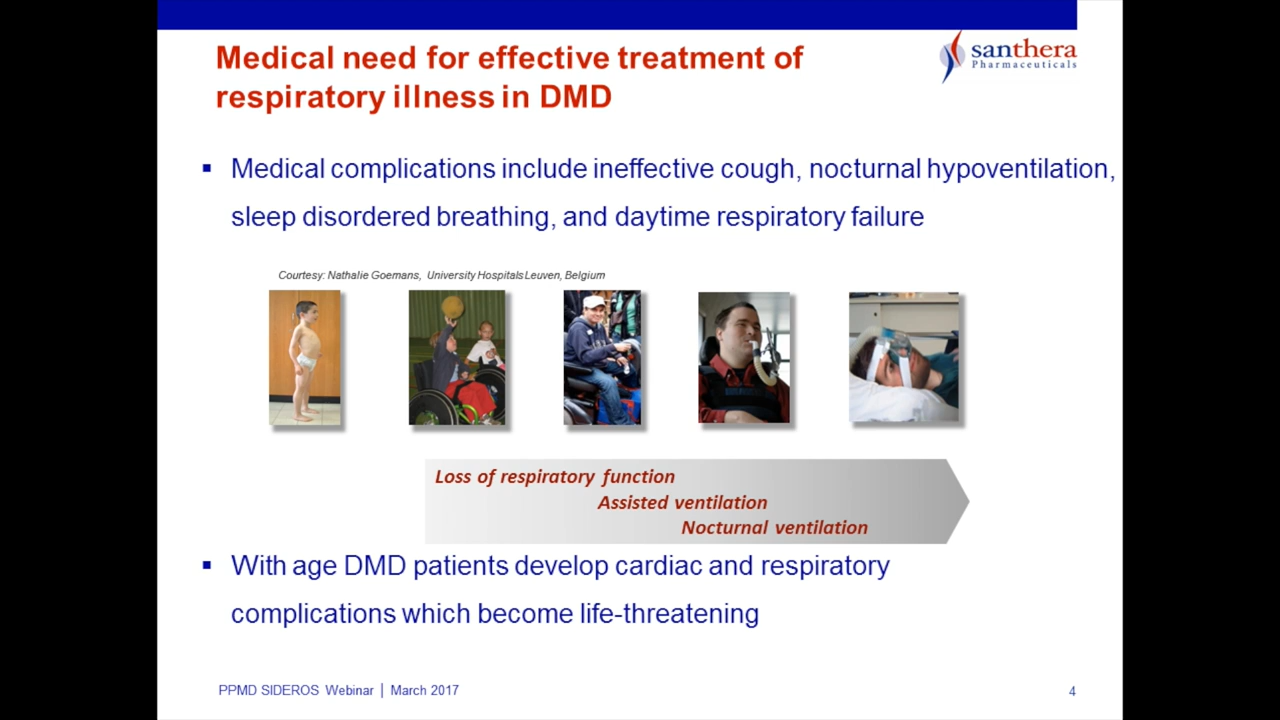 Medical need for effective treatment of
respiratory illness in DMD
santhera
Pharmaceuticals
▪ Medical complications include ineffective cough, nocturnal hypoventilation,
sleep disordered breathing, and daytime respiratory failure
Courtesy: Nathalie Goemans, University Hospitals Leuven, Belgium
Loss of respiratory function
Assisted ventilation
Nocturnal ventilation
▪ With age DMD patients develop cardiac and respiratory
complications which become life-threatening
PPMD SIDEROS Webinar | March 2017
4